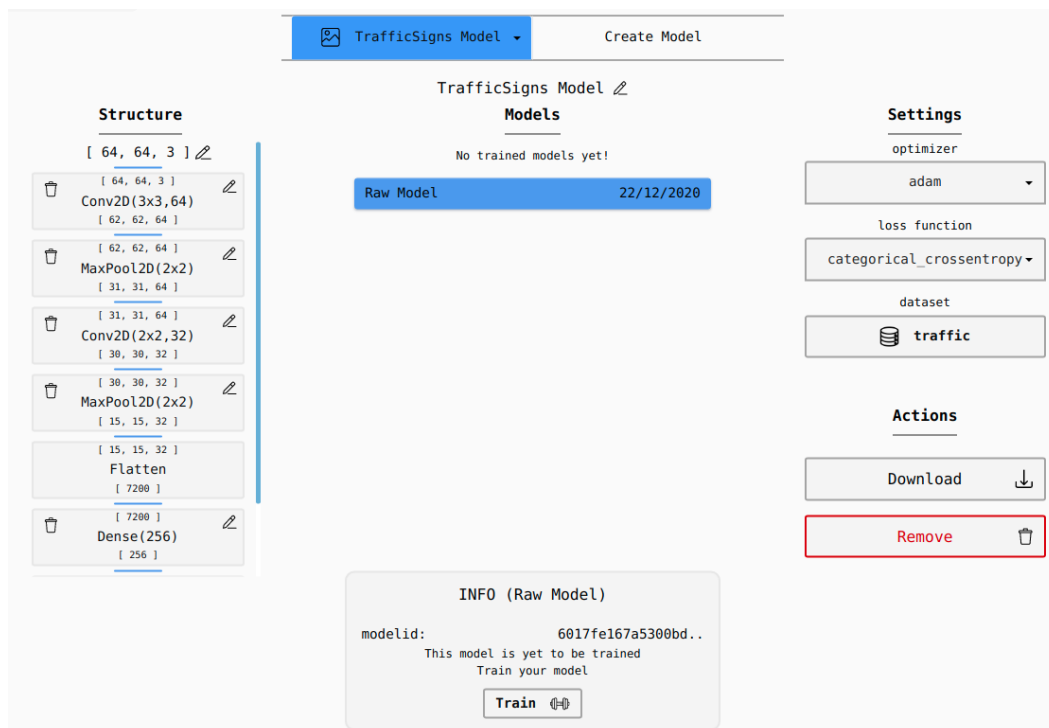 TrafficSigns Model
Create Model
TrafficSigns Model
Structure
[ 64, 64, 3 ]
[ 64, 64, 3 ]
Conv2D(3x3,64)
[ 62, 62, 64 ]
[ 62, 62, 64 ]
MaxPool2D(2x2)
[ 31, 31, 64 ]
[ 31, 31, 64 ]
Conv2D(2x2,32)
[ 30, 30, 32 ]
[ 30, 30, 32 ]
MaxPool2D(2x2)
[ 15, 15, 32 ]
[ 15, 15, 32 ]
Flatten
[ 7200 ]
[ 7200 ]
Dense(256)
[ 256 ]
Models
No trained models yet!
Raw Model 22/12/2020
INFO (Raw Model)
modelid: 6017fe167a5300bd..
This model is yet to be trained
Train your model
Train
Settings
optimizer
adam
loss function
categorical_crossentropy
dataset
traffic
Actions
Download
Remove